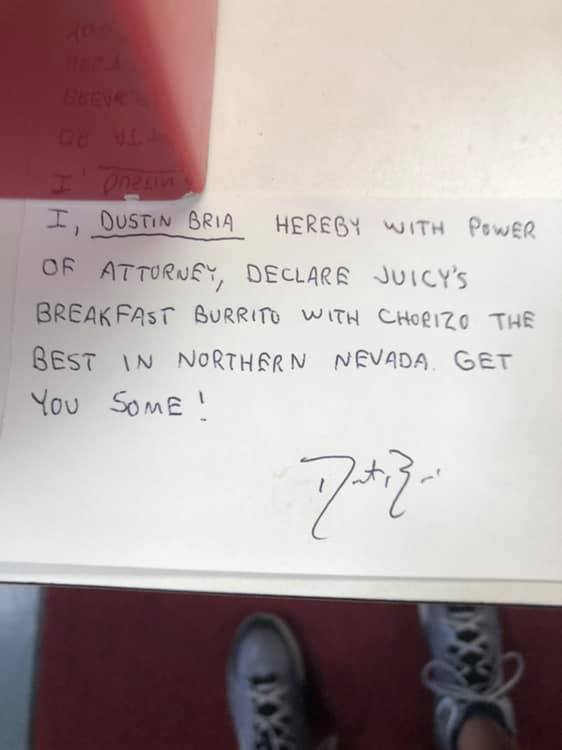 I, DUSTIN BRIA HEREBY WITH POWER
OF ATTORNEY, DECLARE JUICY'S
BREAKFAST BURRITO WITH CHORIZO THE
BEST IN NORTHERN NEVADA. GET
YOU SOME!